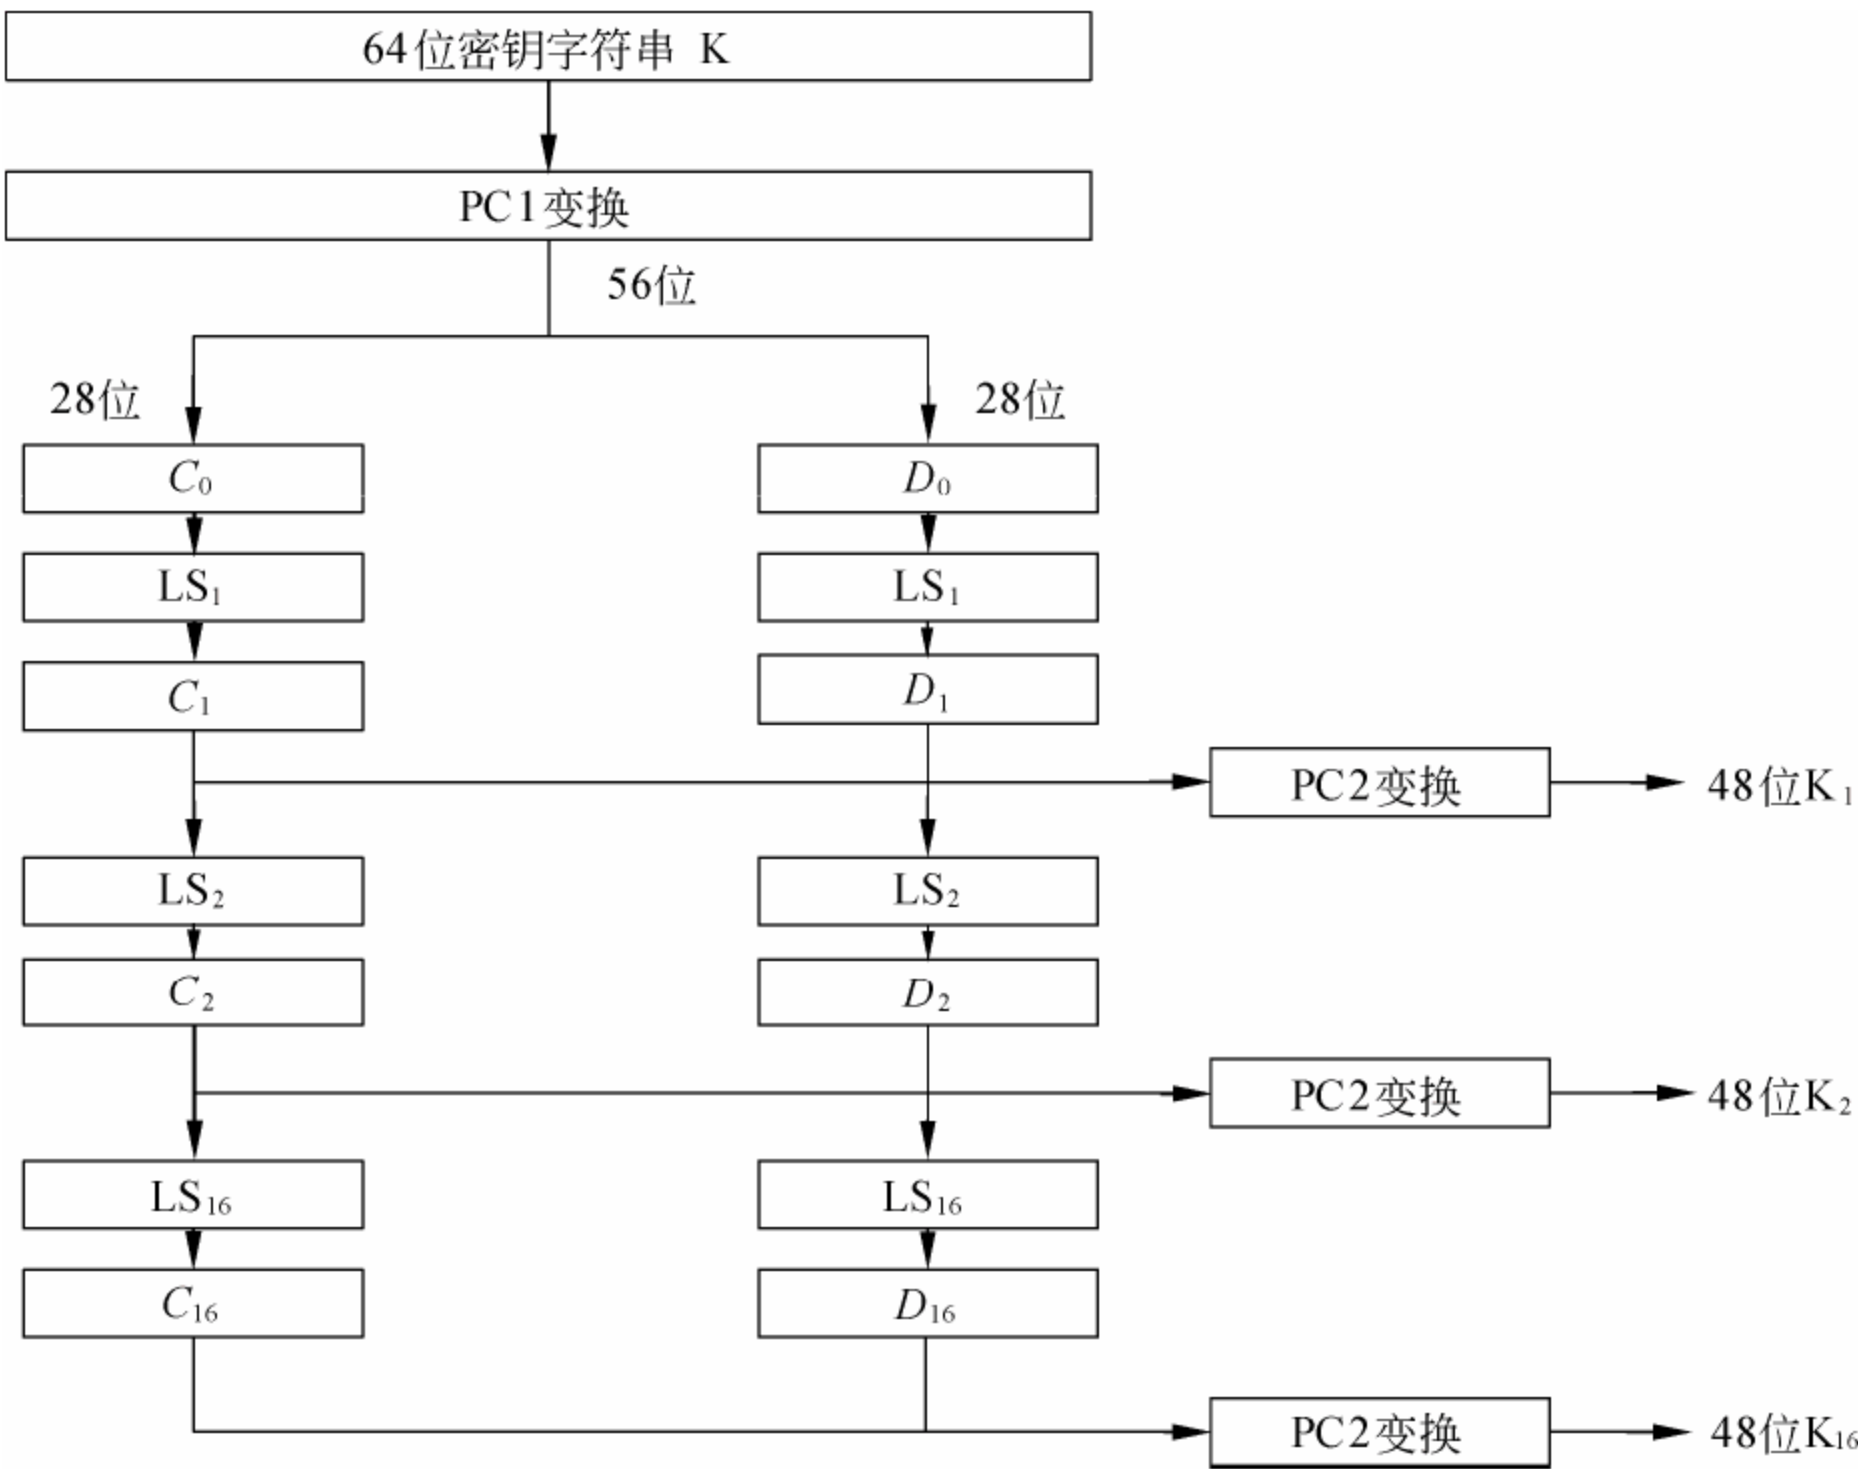 64位密钥字符串 K
PC1变换
56位
28位
28位
C₀
D₀
LS₁
LS₁
C₁
D₁
PC2变换
48位K₁
LS₂
LS₂
C₂
D₂
PC2变换
48位K₂
LS₁₆
LS₁₆
C₁₆
D₁₆
PC2变换
48位K₁₆